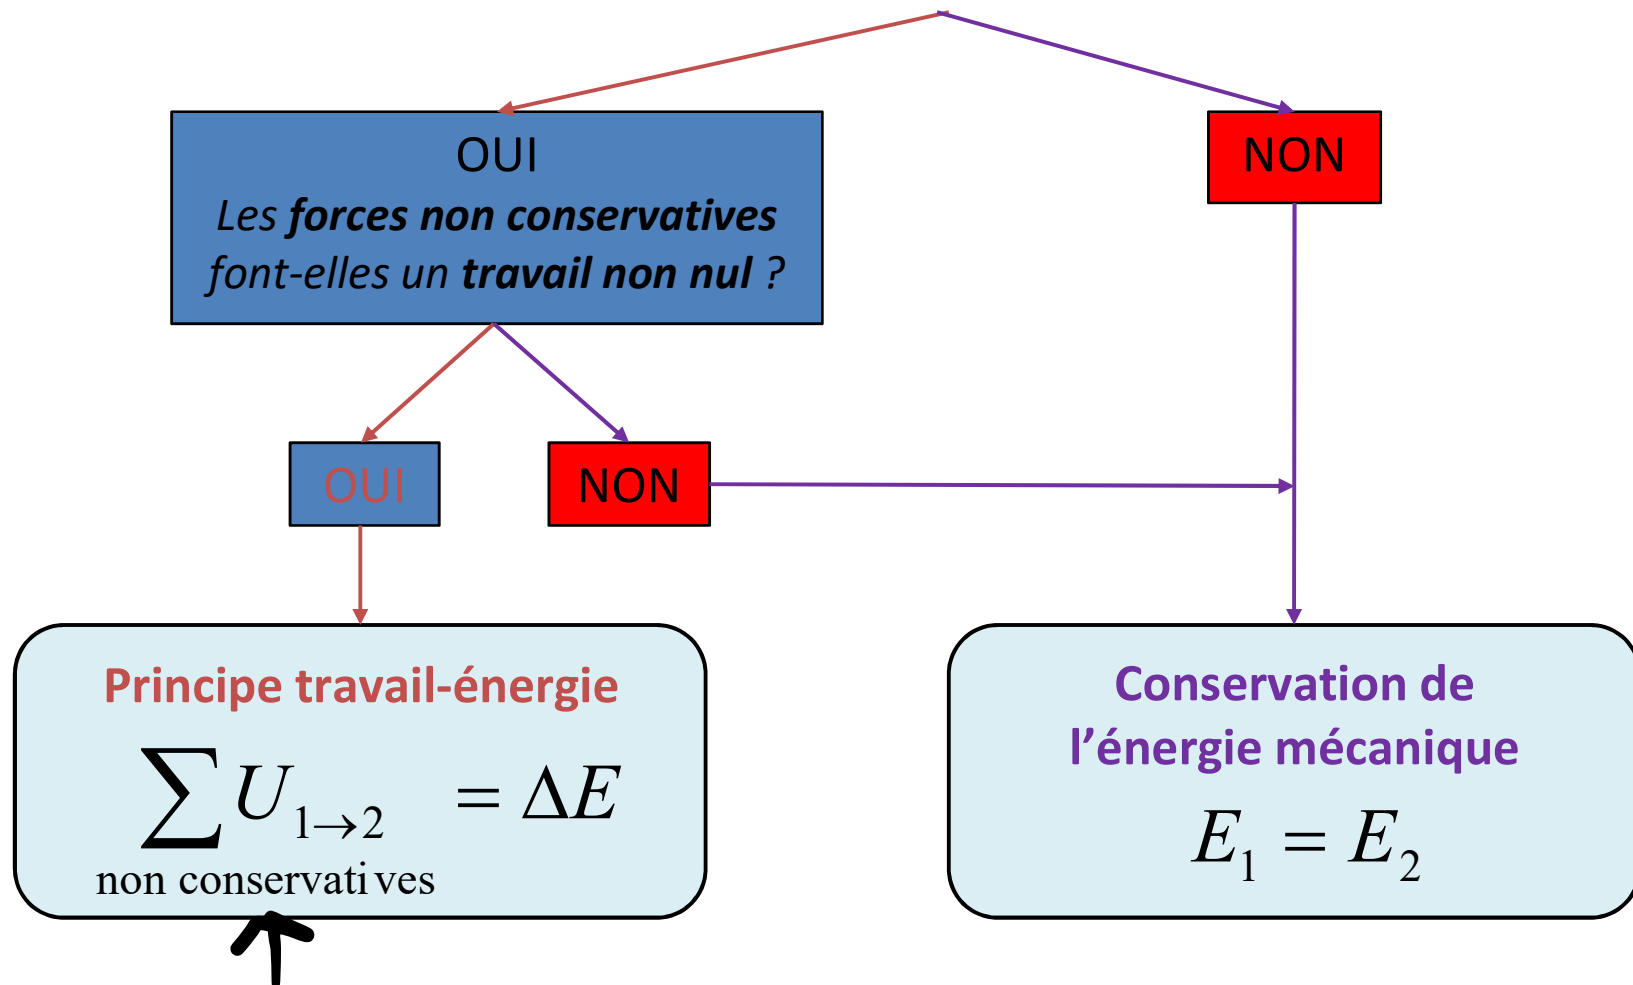 OUI
Les forces non conservatives
font-elles un travail non nul ?
NON
OUI
NON
Principe travail-énergie
∑U₁→₂ = ΔE
non conservatives
Conservation de
l’énergie mécanique
E₁ = E₂